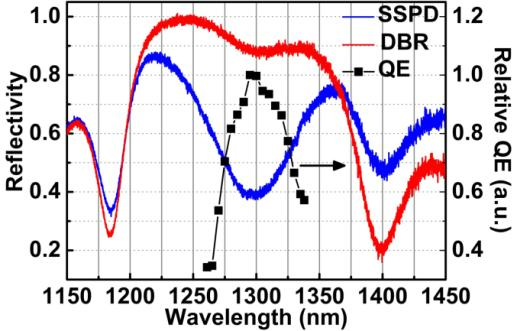 SSPD
DBR
QE
1.0
0.8
0.6
0.4
0.2
Reflectivity
1.2
1.0
0.8
0.6
0.4
Relative QE (a.u.)
1150 1200 1250 1300 1350 1400 1450
Wavelength (nm)